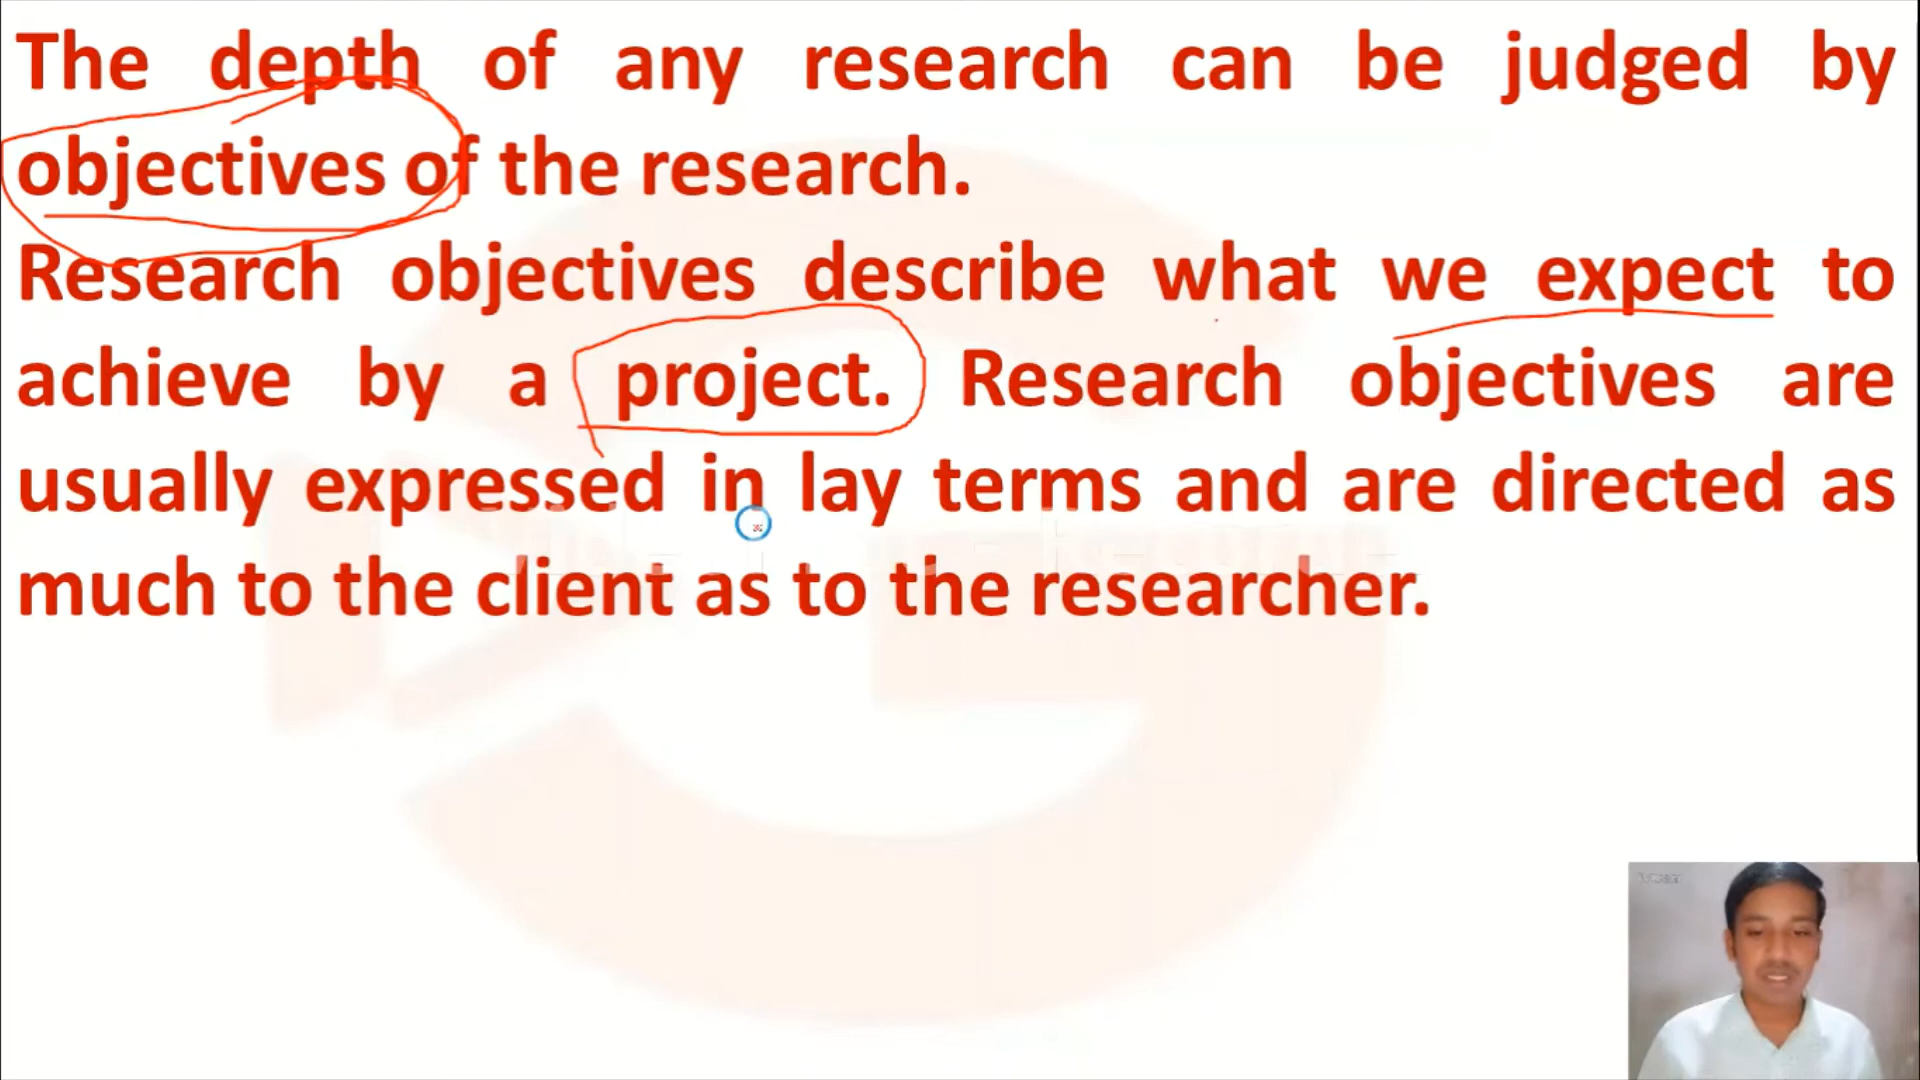 The depth of any research can be judged by
objectives of the research.
Research objectives describe what we expect to
achieve by a project. Research objectives are
usually expressed in lay terms and are directed as
much to the client as to the researcher.